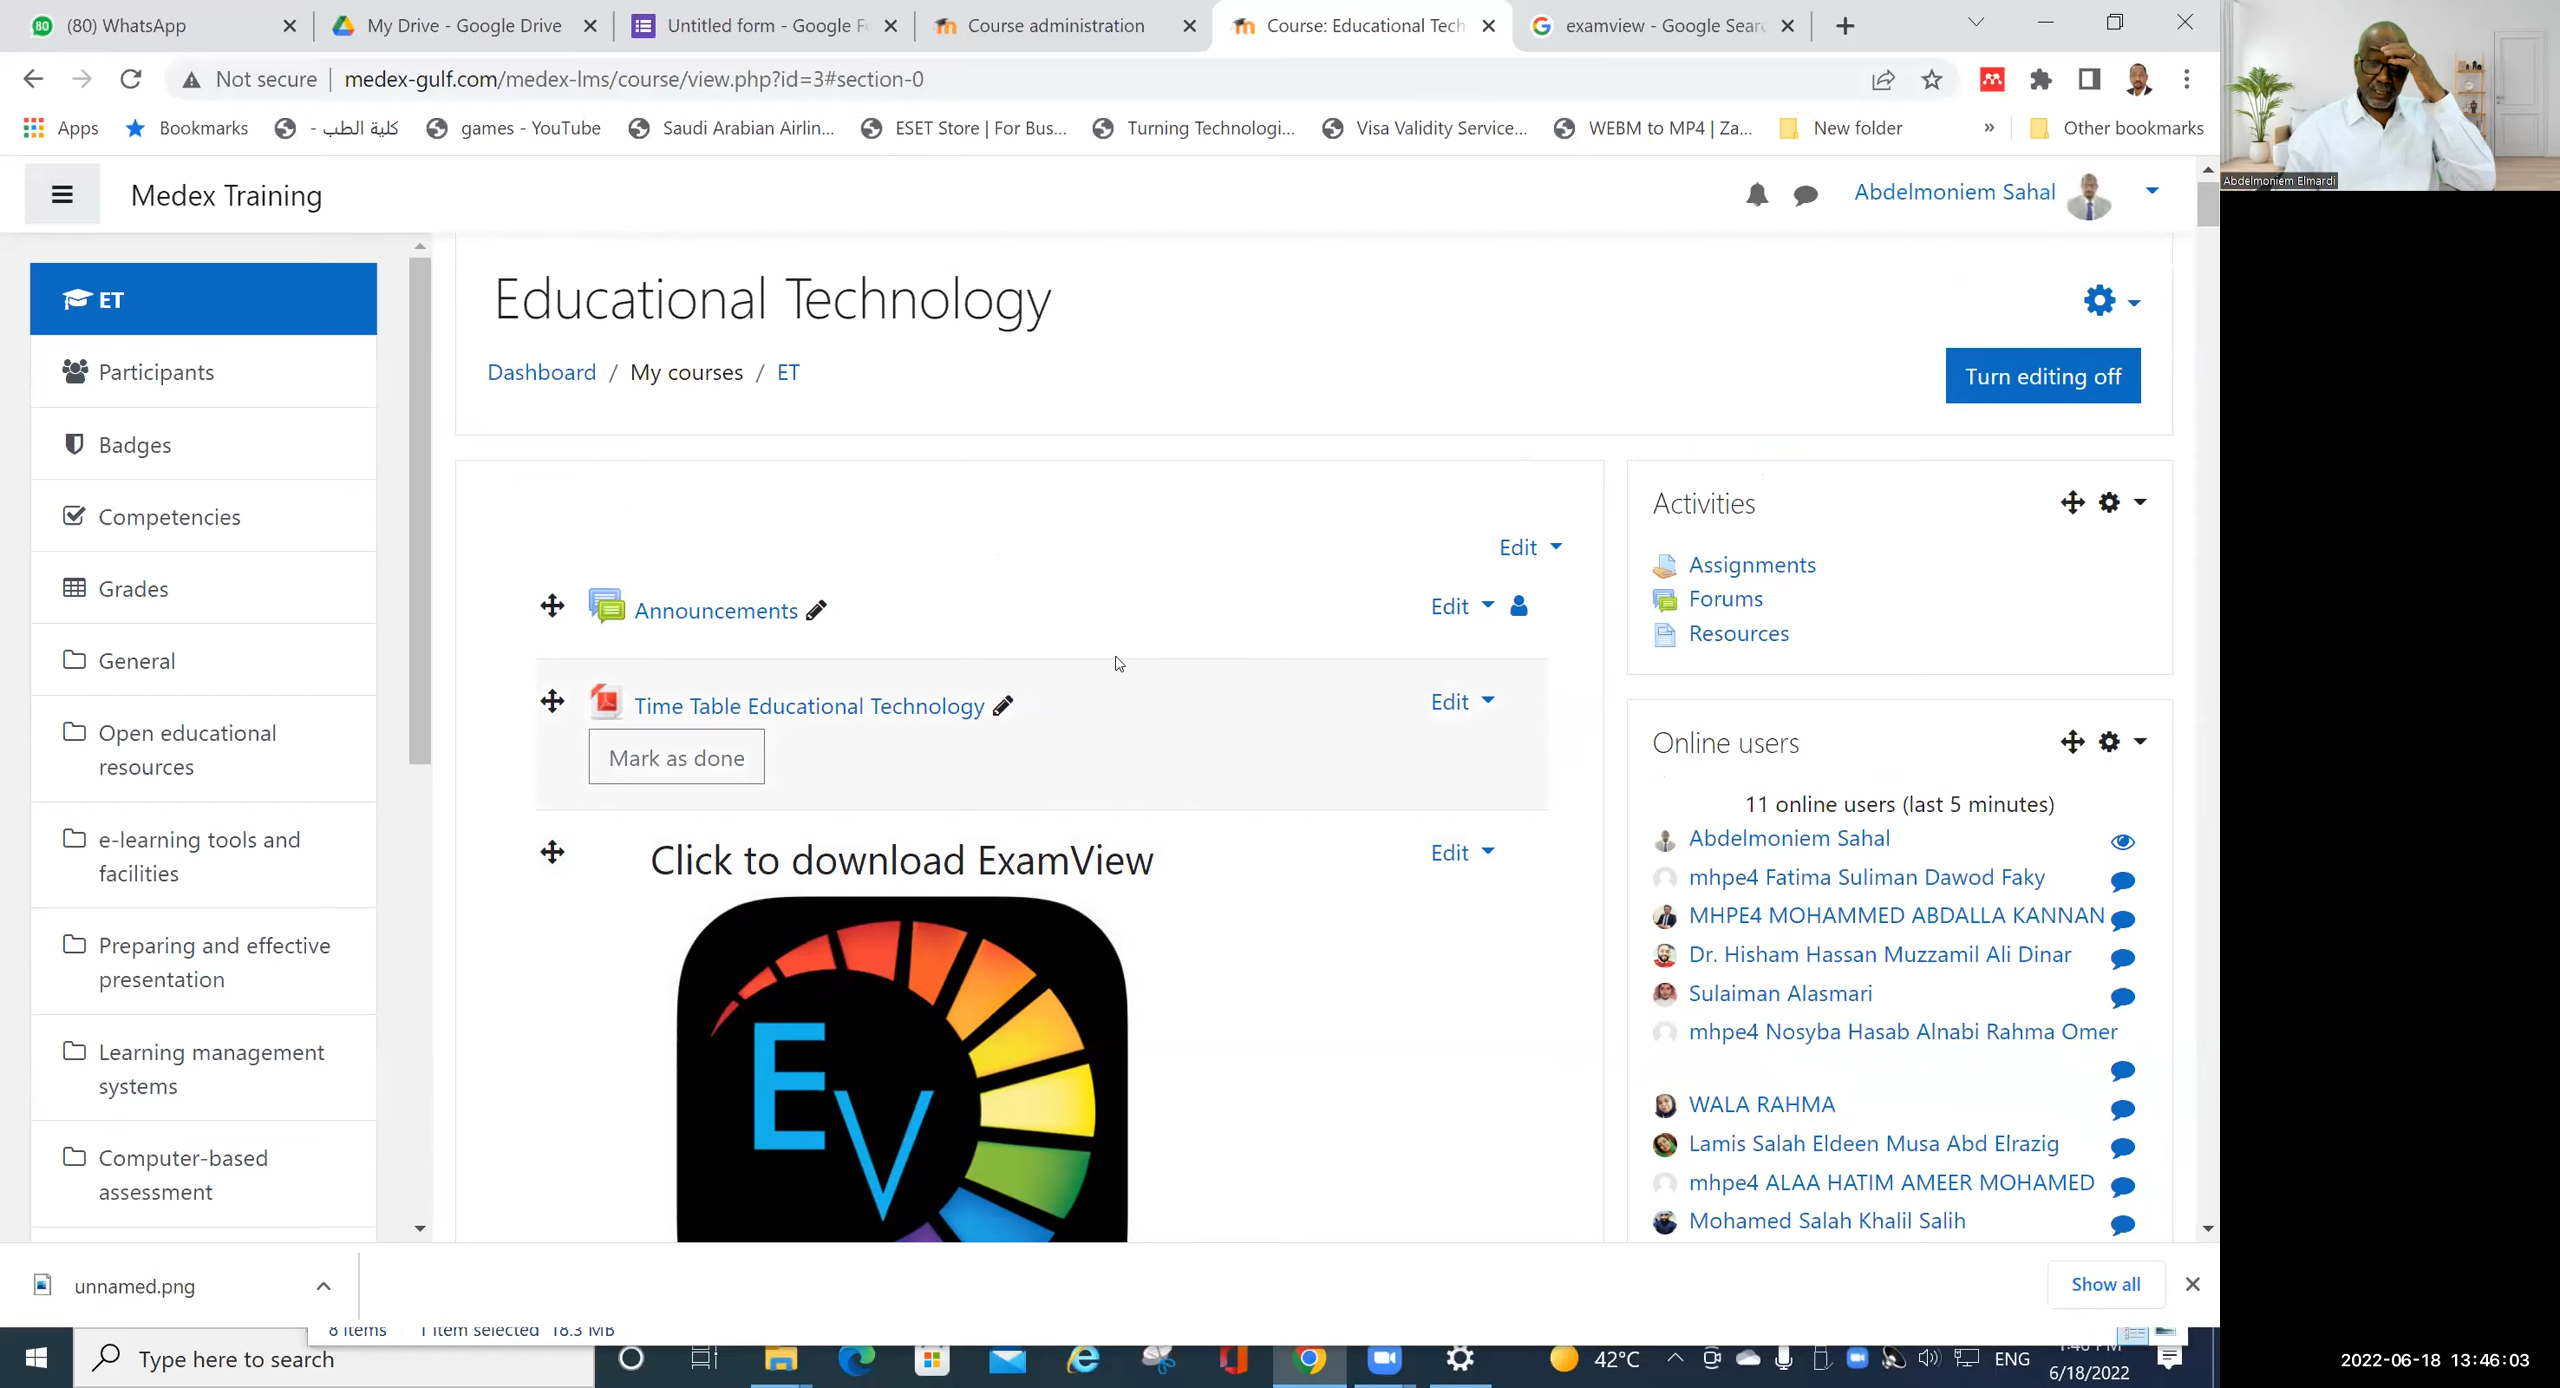 (80) WhatsApp
My Drive - Google Drive
Untitled form - Google F
Course administration
Course: Educational Tech
examview - Google Sear
Not secure
medex-gulf.com/medex-lms/course/view.php?id=3#section-0
Apps
Bookmarks
كلية الطب -
games - YouTube
Saudi Arabian Airlin...
ESET Store | For Bus...
Turning Technologi...
Visa Validity Service...
WEBM to MP4 | Za...
New folder
»
Other bookmarks
Medex Training
Abdelmoniem Sahal
Abdelmoniem Elmardi
ET
Participants
Badges
Competencies
Grades
General
Open educational
resources
e-learning tools and
facilities
Preparing and effective
presentation
Learning management
systems
Computer-based
assessment
Educational Technology
Dashboard / My courses / ET
Turn editing off
Edit
Announcements
Edit
Time Table Educational Technology
Edit
Mark as done
Click to download ExamView
Edit
EV
Activities
Assignments
Forums
Resources
Online users
11 online users (last 5 minutes)
Abdelmoniem Sahal
mhpe4 Fatima Suliman Dawod Faky
MHPE4 MOHAMMED ABDALLA KANNAN
Dr. Hisham Hassan Muzzamil Ali Dinar
Sulaiman Alasmari
mhpe4 Nosyba Hasab Alnabi Rahma Omer
WALA RAHMA
Lamis Salah Eldeen Musa Abd Elrazig
mhpe4 ALAA HATIM AMEER MOHAMED
Mohamed Salah Khalil Salih
unnamed.png
Show all
8 items 1 item selected 18.3 MB
Type here to search
42°C
ENG
1:46 PM
6/18/2022
2022-06-18 13:46:03